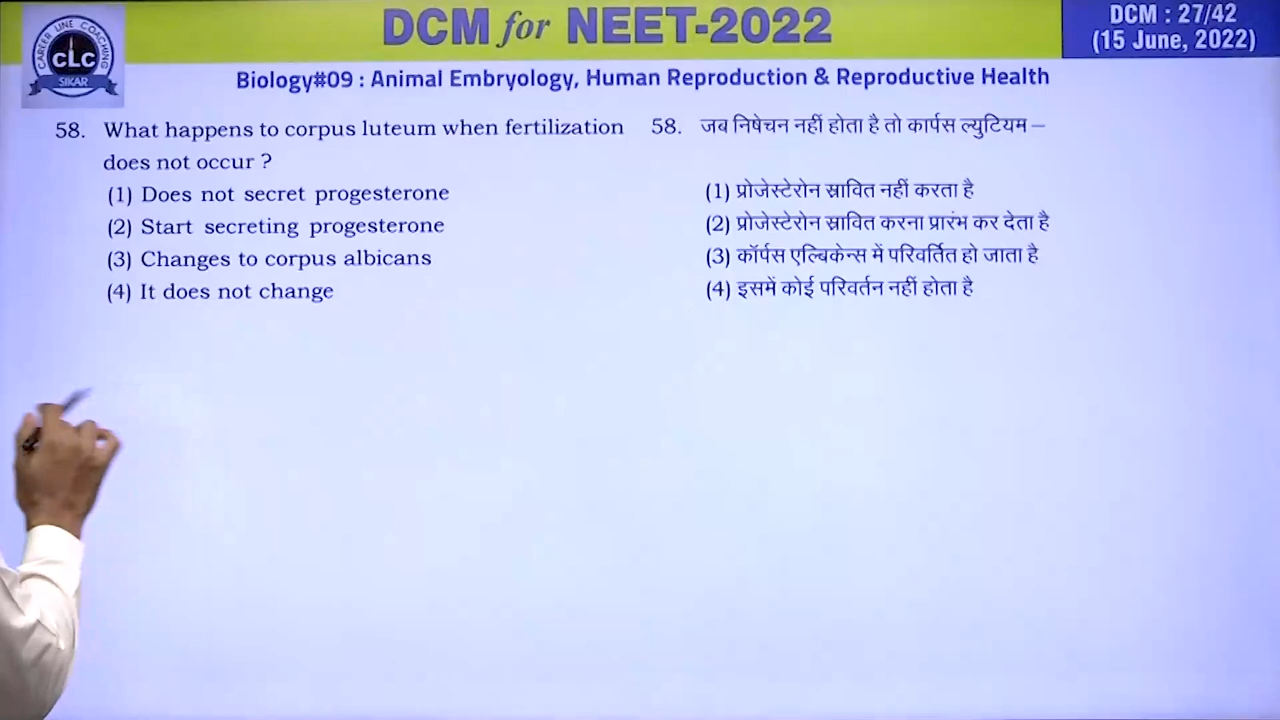 CAREER LINE COACHING
CLC
SIKAR
DCM for NEET-2022
DCM : 27/42
(15 June, 2022)
Biology#09 : Animal Embryology, Human Reproduction & Reproductive Health
58. What happens to corpus luteum when fertilization
does not occur ?
(1) Does not secret progesterone
(2) Start secreting progesterone
(3) Changes to corpus albicans
(4) It does not change
58. जब निषेचन नहीं होता है तो कार्पस ल्युटियम –
(1) प्रोजेस्टेरोन स्रावित नहीं करता है
(2) प्रोजेस्टेरोन स्रावित करना प्रारंभ कर देता है
(3) कॉर्पस एल्बिकेन्स में परिवर्तित हो जाता है
(4) इसमें कोई परिवर्तन नहीं होता है